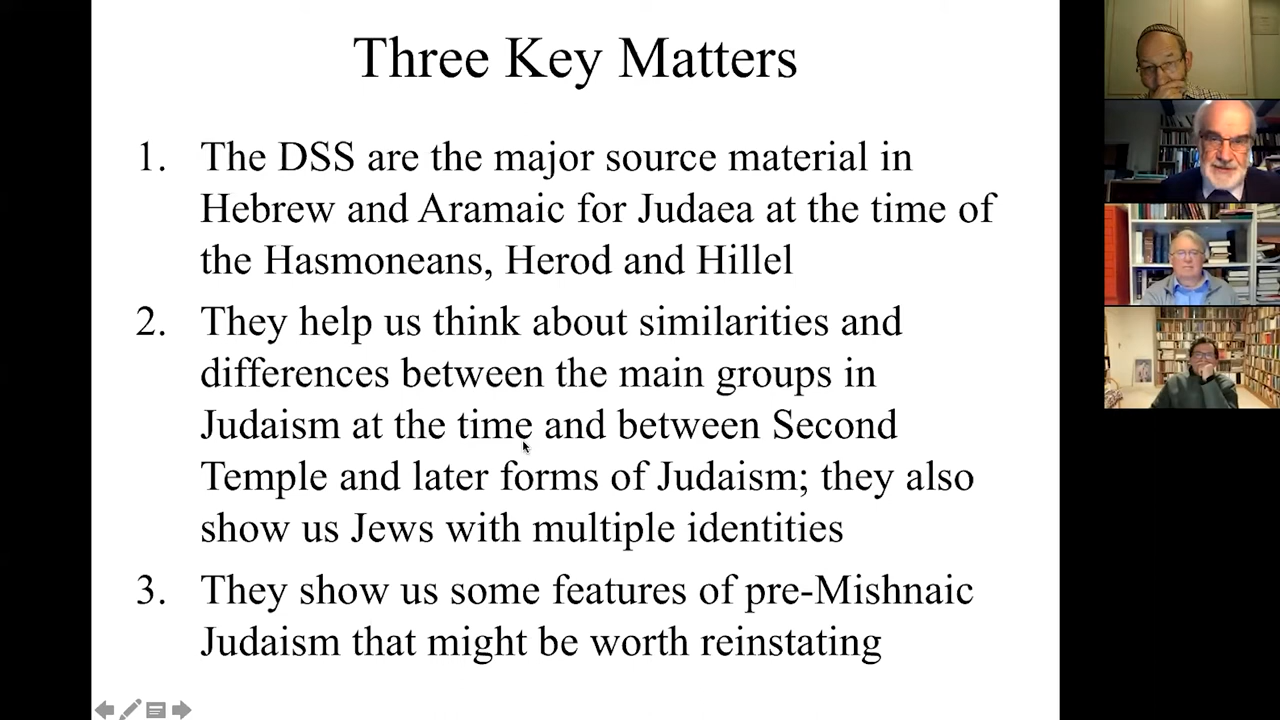 Three Key Matters
1. The DSS are the major source material in
Hebrew and Aramaic for Judaea at the time of
the Hasmoneans, Herod and Hillel
2. They help us think about similarities and
differences between the main groups in
Judaism at the time and between Second
Temple and later forms of Judaism; they also
show us Jews with multiple identities
3. They show us some features of pre-Mishnaic
Judaism that might be worth reinstating